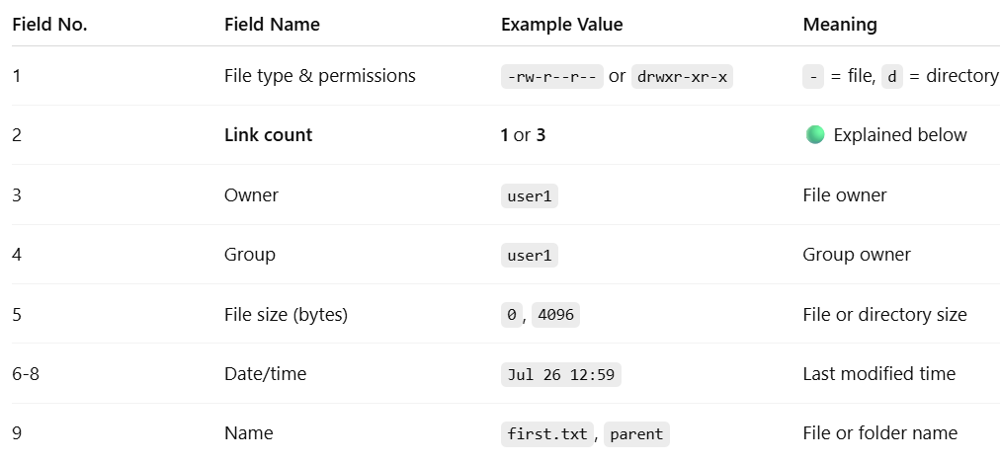 Field No. Field Name Example Value Meaning
1 File type & permissions -rw-r--r-- or drwxr-xr-x - = file, d = directory
2 Link count 1 or 3 Explained below
3 Owner user1 File owner
4 Group user1 Group owner
5 File size (bytes) 0, 4096 File or directory size
6-8 Date/time Jul 26 12:59 Last modified time
9 Name first.txt, parent File or folder name